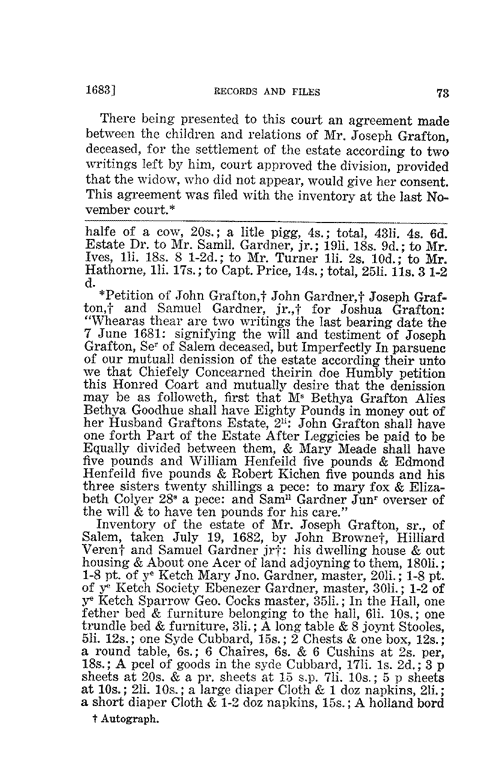 1683]
RECORDS AND FILES
73
There being presented to this court an agreement made
between the children and relations of Mr. Joseph Grafton,
deceased, for the settlement of the estate according to two
writings left by him, court approved the division, provided
that the widow, who did not appear, would give her consent.
This agreement was filed with the inventory at the last No-
vember court.*
halfe of a cow, 20s.; a litle pigg, 4s.; total, 43li. 4s. 6d.
Estate Dr. to Mr. Samll. Gardner, jr.; 19li. 18s. 9d.; to Mr.
Ives, 1li. 18s. 8 1-2d.; to Mr. Turner 1li. 2s. 10d.; to Mr.
Hathorne, 1li. 17s.; to Capt. Price, 14s.; total, 25li. 11s. 3 1-2
d.
*Petition of John Grafton,† John Gardner,† Joseph Graf-
ton,† and Samuel Gardner, jr.,† for Joshua Grafton:
"Whearas thear are two writings the last bearing date the
7 June 1681: signifying the will and testiment of Joseph
Grafton, Seʳ of Salem deceased, but Imperfectly In parsuenc
of our mutuall denission of the estate according their unto
we that Chiefely Concearned theirin doe Humbly petition
this Honred Coart and mutually desire that the denission
may be as followeth, first that Mˢ Bethya Grafton Alies
Bethya Goodhue shall have Eighty Pounds in money out of
her Husband Graftons Estate, 2ˡⁱ: John Grafton shall have
one forth Part of the Estate After Leggicies be paid to be
Equally divided between them, & Mary Meade shall have
five pounds and William Henfeild five pounds & Edmond
Henfeild five pounds & Robert Kichen five pounds and his
three sisters twenty shillings a pece: to mary fox & Eliza-
beth Colyer 28ˢ a pece: and Samˡˡ Gardner Junʳ overser of
the will & to have ten pounds for his care."
Inventory of the estate of Mr. Joseph Grafton, sr., of
Salem, taken July 19, 1682, by John Browne†, Hilliard
Veren† and Samuel Gardner jr†: his dwelling house & out
housing & About one Acer of land adjoyning to them, 180li.;
1-8 pt. of yᵉ Ketch Mary Jno. Gardner, master, 20li.; 1-8 pt.
of yᵉ Ketch Society Ebenezer Gardner, master, 30li.; 1-2 of
yᵉ Ketch Sparrow Geo. Cocks master, 35li.; In the Hall, one
fether bed & furniture belonging to the hall, 6li. 10s.; one
trundle bed & furniture, 3li.; A long table & 8 joynt Stooles,
5li. 12s.; one Syde Cubbard, 15s.; 2 Chests & one box, 12s.;
a round table, 6s.; 6 Chaires, 6s. & 6 Cushins at 2s. per,
18s.; A pcel of goods in the syde Cubbard, 17li. 1s. 2d.; 3 p
sheets at 20s. & a pr. sheets at 15 s.p. 7li. 10s.; 5 p sheets
at 10s.; 2li. 10s.; a large diaper Cloth & 1 doz napkins, 2li.;
a short diaper Cloth & 1-2 doz napkins, 15s.; A holland bord
† Autograph.